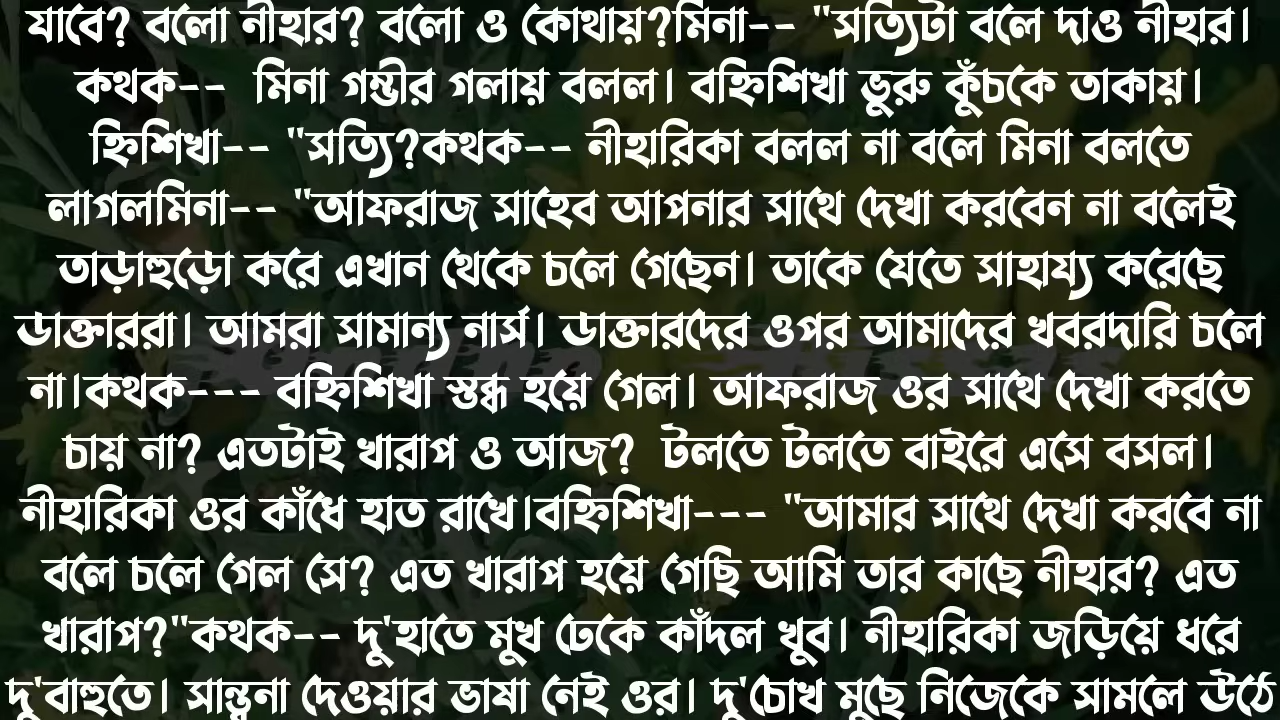 যাবে? বলো নীহার? বলো ও কোথায়?মিনা-- "সত্যিটা বলে দাও নীহার।
কথক-- মিনা গম্ভীর গলায় বলল। বহ্নিশিখা ভুরু কুঁচকে তাকায়।
হ্নিশিখা-- "সত্যি?কথক-- নীহারিকা বলল না বলে মিনা বলতে
লাগলমিনা-- "আফরাজ সাহেব আপনার সাথে দেখা করবেন না বলেই
তাড়াহুড়ো করে এখান থেকে চলে গেছেন। তাকে যেতে সাহায্য করেছে
ডাক্তাররা। আমরা সামান্য নার্স। ডাক্তারদের ওপর আমাদের খবরদারি চলে
না।কথক--- বহ্নিশিখা স্তব্ধ হয়ে গেল। আফরাজ ওর সাথে দেখা করতে
চায় না? এতটাই খারাপ ও আজ? টলতে টলতে বাইরে এসে বসল।
নীহারিকা ওর কাঁধে হাত রাখে।বহ্নিশিখা--- "আমার সাথে দেখা করবে না
বলে চলে গেল সে? এত খারাপ হয়ে গেছি আমি তার কাছে নীহার? এত
খারাপ?"কথক-- দু'হাতে মুখ ঢেকে কাঁদল খুব। নীহারিকা জড়িয়ে ধরে
দু'বাহুতে। সান্ত্বনা দেওয়ার ভাষা নেই ওর। দু'চোখ মুছে নিজেকে সামলে উঠে